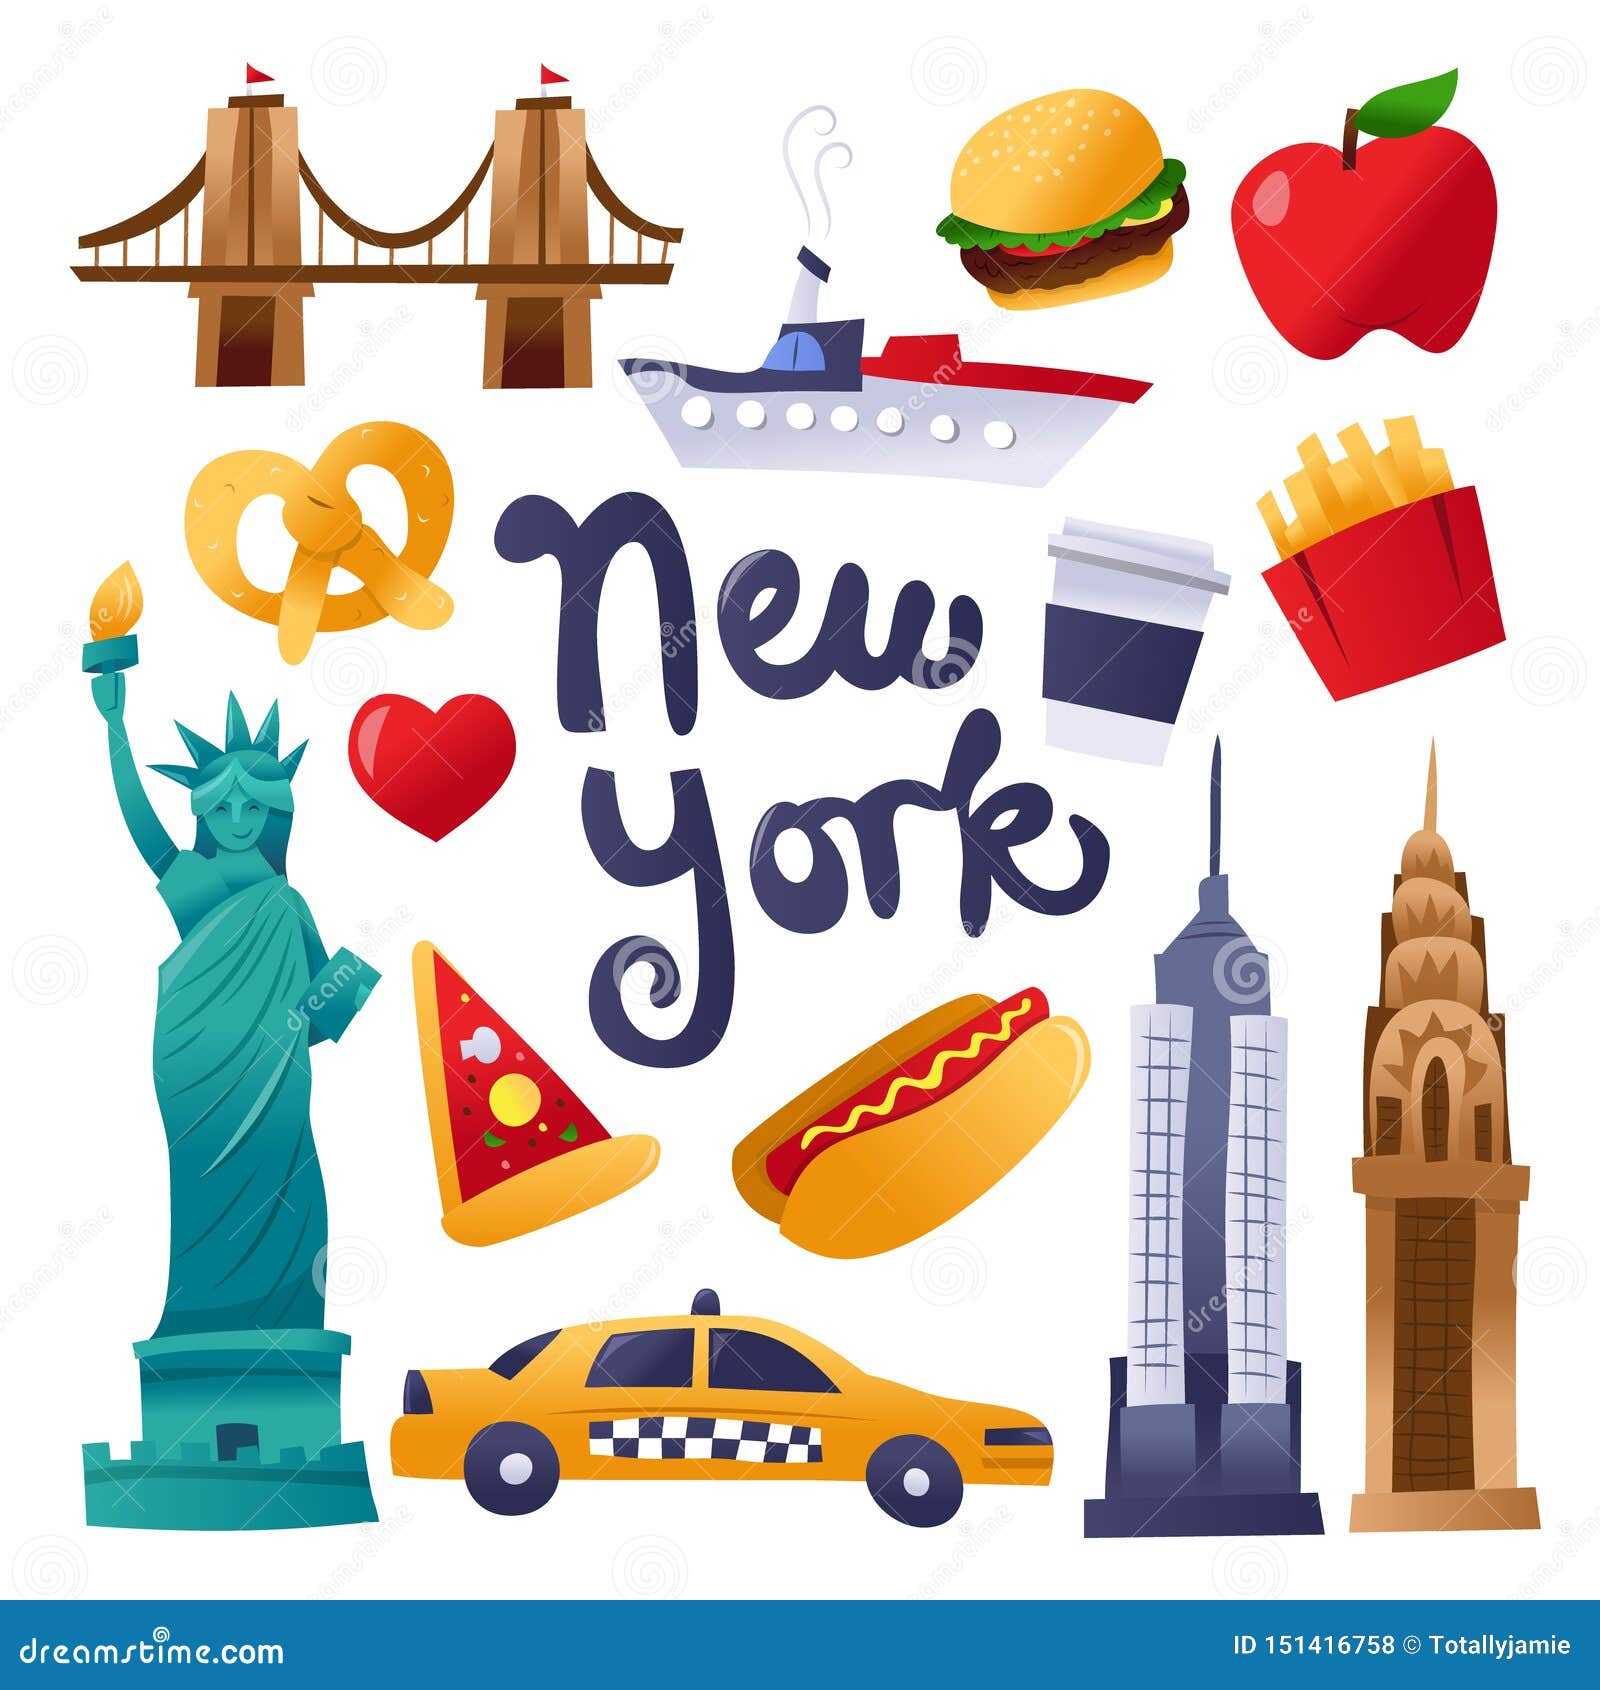 new
york
dreamstime.com
ID 151416758 © Totallyjamie